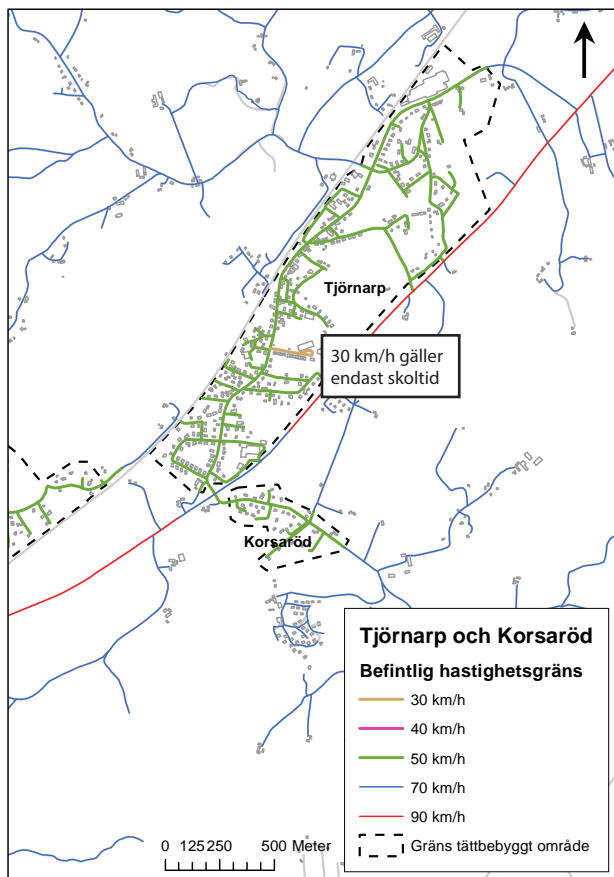 Tjörnarp
30 km/h gäller
endast skoltid
Korsaröd
Tjörnarp och Korsaröd
Befintlig hastighetsgräns
30 km/h
40 km/h
50 km/h
70 km/h
90 km/h
Gräns tättbebyggt område
0 125 250 500 Meter